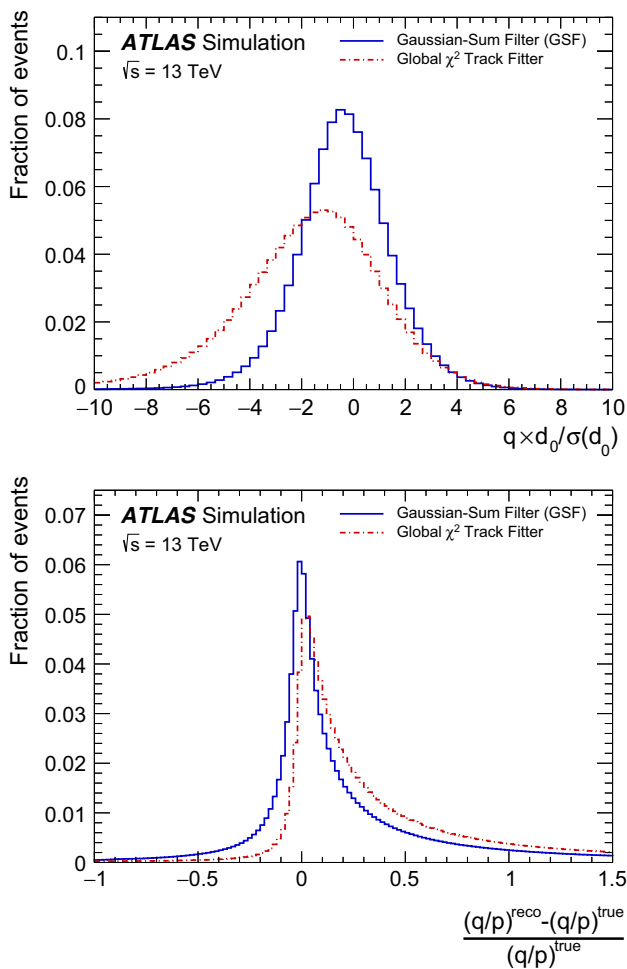 ATLAS Simulation
√s = 13 TeV
Gaussian-Sum Filter (GSF)
Global χ² Track Fitter
Fraction of events
0.1
0.08
0.06
0.04
0.02
0
−10 −8 −6 −4 −2 0 2 4 6 8 10
q×d₀/σ(d₀)
ATLAS Simulation
√s = 13 TeV
Gaussian-Sum Filter (GSF)
Global χ² Track Fitter
Fraction of events
0.07
0.06
0.05
0.04
0.03
0.02
0.01
0
−1 −0.5 0 0.5 1 1.5
(q/p)^reco-(q/p)^true
(q/p)^true